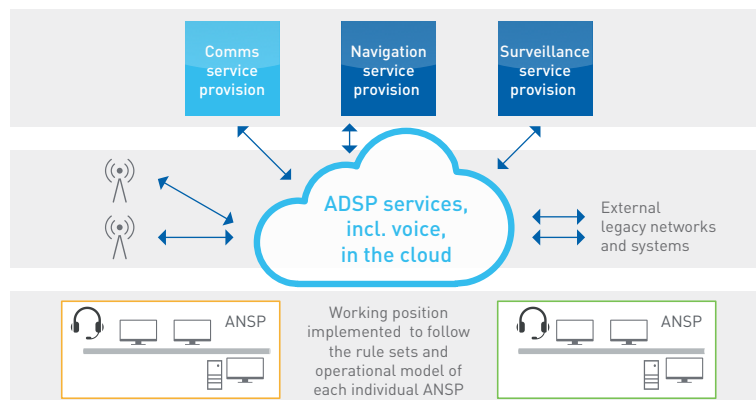 Comms
service
provision
Navigation
service
provision
Surveillance
service
provision
ADSP services,
incl. voice,
in the cloud
External
legacy networks
and systems
ANSP
Working position
implemented to follow
the rule sets and
operational model of
each individual ANSP
ANSP